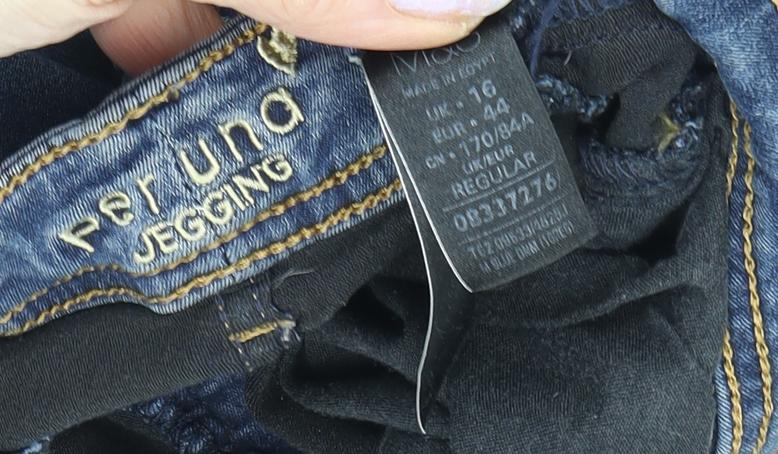 per una
JEGGING
M&S
MADE IN EGYPT
UK • 16
EUR • 44
CN • 170/84A
UK/EUR
REGULAR
08337276